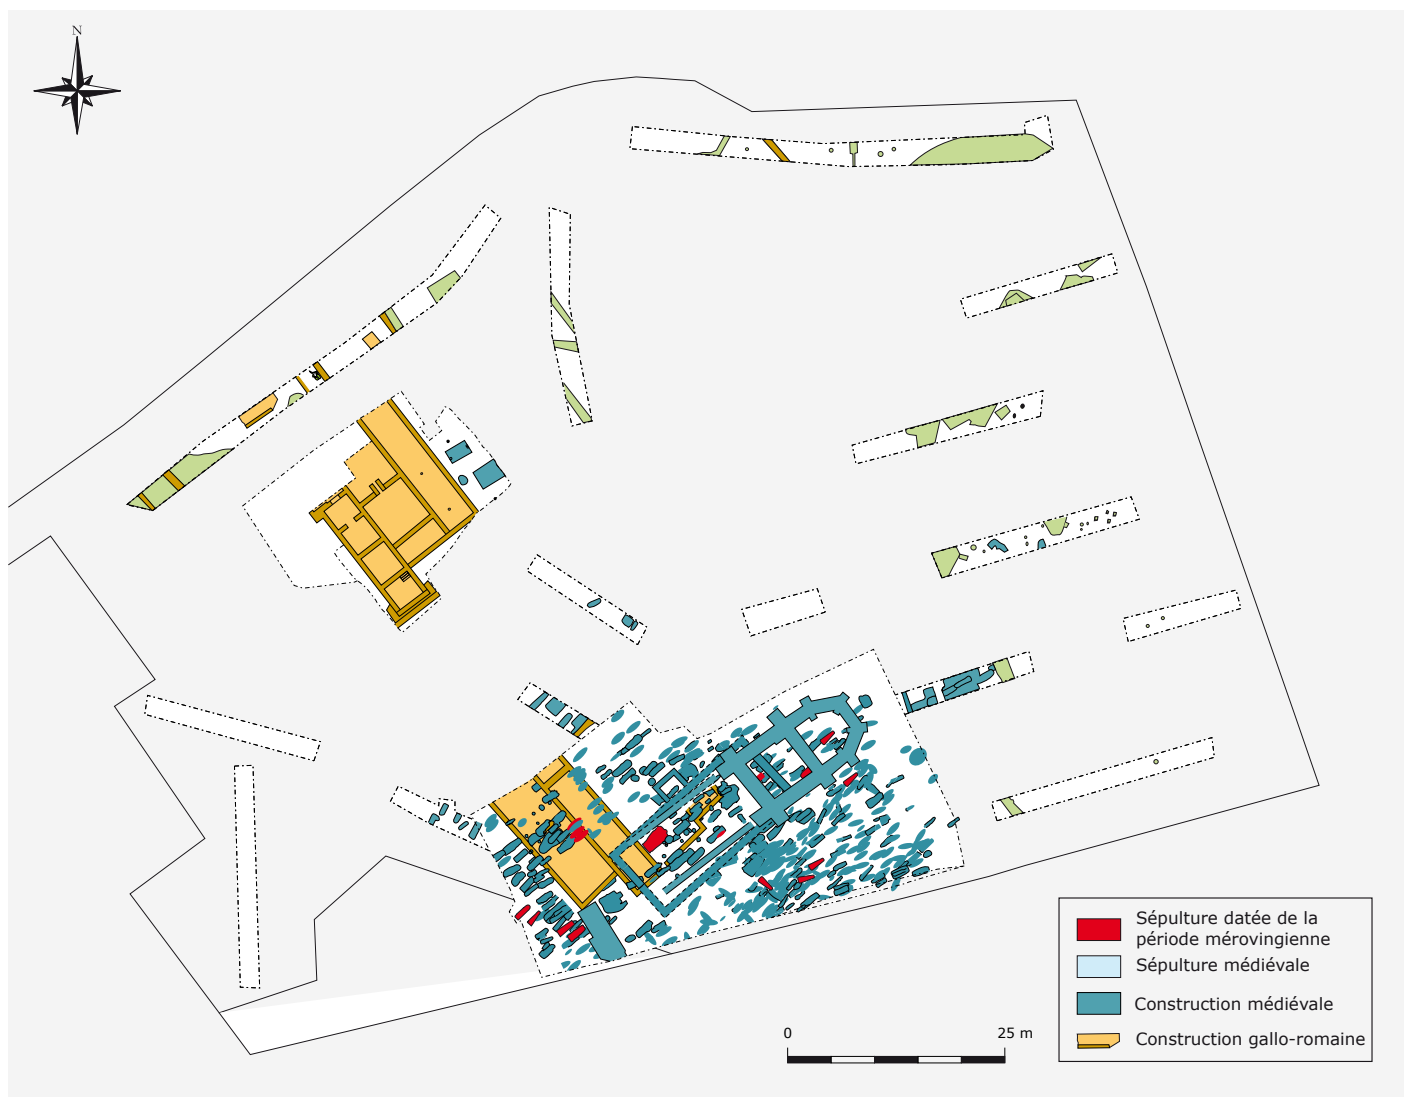 N
Sépulture datée de la
période mérovingienne
Sépulture médiévale
Construction médiévale
Construction gallo-romaine
0
25 m